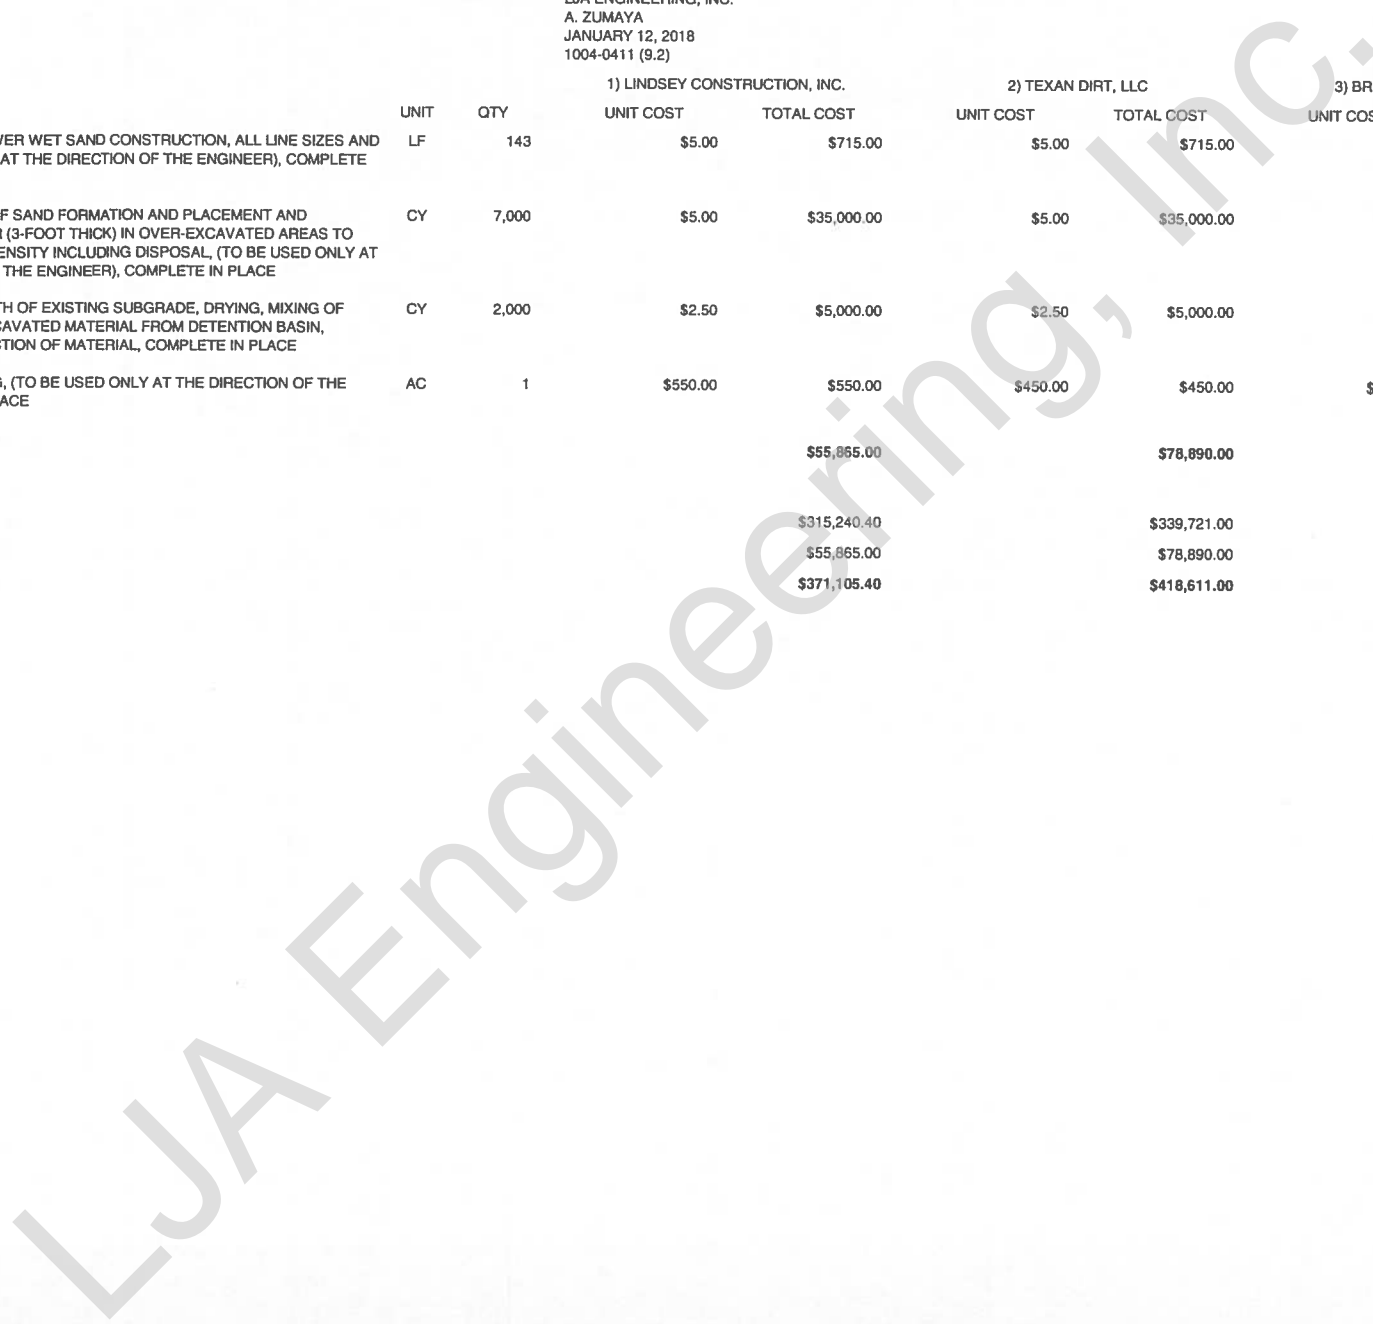 LJA ENGINEERING, INC.
A. ZUMAYA
JANUARY 12, 2018
1004-0411 (9.2)
1) LINDSEY CONSTRUCTION, INC. 2) TEXAN DIRT, LLC 3) BR
UNIT QTY UNIT COST TOTAL COST UNIT COST TOTAL COST UNIT COS
VER WET SAND CONSTRUCTION, ALL LINE SIZES AND LF 143 $5.00 $715.00 $5.00 $715.00
AT THE DIRECTION OF THE ENGINEER), COMPLETE
F SAND FORMATION AND PLACEMENT AND CY 7,000 $5.00 $35,000.00 $5.00 $35,000.00
R (3-FOOT THICK) IN OVER-EXCAVATED AREAS TO
ENSITY INCLUDING DISPOSAL, (TO BE USED ONLY AT
THE ENGINEER), COMPLETE IN PLACE
TH OF EXISTING SUBGRADE, DRYING, MIXING OF CY 2,000 $2.50 $5,000.00 $2.50 $5,000.00
CAVATED MATERIAL FROM DETENTION BASIN,
CTION OF MATERIAL, COMPLETE IN PLACE
G, (TO BE USED ONLY AT THE DIRECTION OF THE AC 1 $550.00 $550.00 $450.00 $450.00 $
ACE
$55,865.00 $78,890.00
$315,240.40 $339,721.00
$55,865.00 $78,890.00
$371,105.40 $418,611.00
LJA Engineering, Inc.